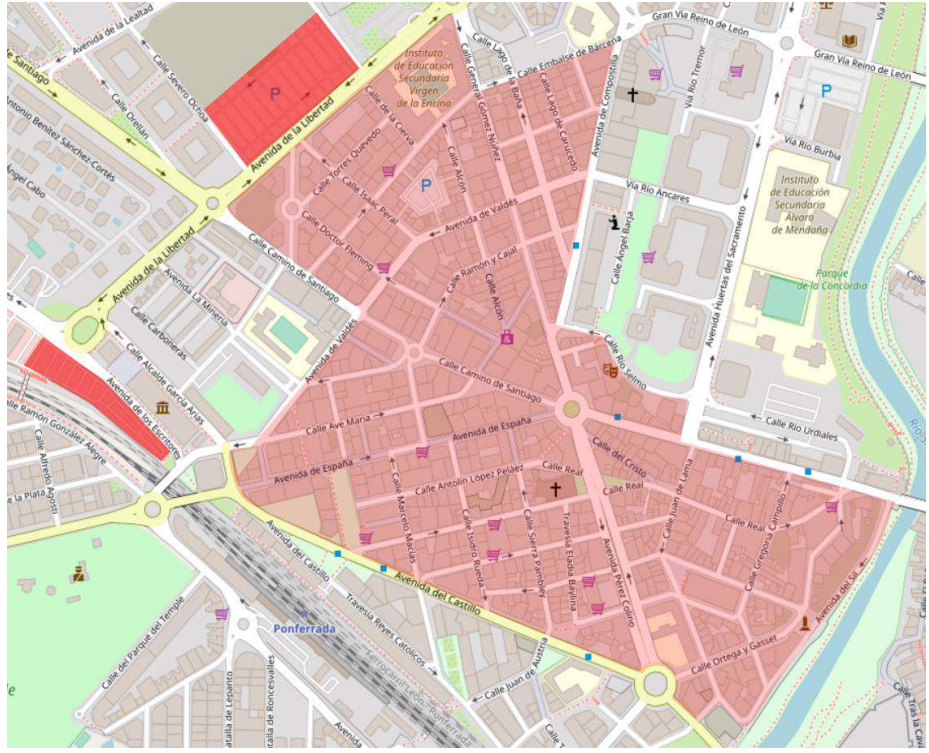 Avenida de la Lealtad
de Santiago
Calle Severo Ochoa
Calle Orellán
Antonio Benítez Sánchez-Cortés
Ángel Cabo
P
Avenida de la Libertad
Instituto
de Educación
Secundaria
Virgen
de la Encina
Calle Lago de la Baña
Calle General Gómez Núñez
Calle Embalse de Bárcena
Calle Lago de Carucedo
Gran Vía Reino de León
Gran Vía Reino de León
Avenida de Compostilla
Vía Río Tremor
P
Vía Río Burbia
Vía Río Ancares
Instituto
de Educación
Secundaria
Álvaro
de Mendaña
Parque
de la Concordia
Calle de la Cierva
Calle Torres Quevedo
Calle Isaac Peral
Calle Doctor Fleming
Calle Alcón
P
Avenida de Valdés
Calle Ramón y Cajal
Calle Alcón
Calle Ángel Barja
Avenida Huertas del Sacramento
Avenida de la Libertad
Calle Camino de Santiago
Avenida La Minería
Calle Carboneras
Calle Alcalde García Arias
Avenida de los Escritores
Avenida de Valdés
Calle Río Selmo
Calle Camino de Santiago
Calle Río Urdiales
Calle Ave María
Avenida de España
Avenida de España
Calle del Cristo
Calle Ramón González Alegre
Calle Alfredo Agosti
de la Plata
Calle Antolín López Peláez
Calle Real
Calle Real
Calle Real
Calle Marcelo Macías
Calle Isidro Rueda
Calle Sierra Pambley
Travesía Eladia Baylina
Avenida Pérez Colino
Calle Juan de Lama
Calle Gregoria Campillo
Avenida del Sil
Calle Ortega y Gasset
Avenida del Castillo
Avenida del Castillo
Travesía Reyes Católicos
Calle Juan de Austria
Ponferrada
Ferrocarril León - Ponferrada
Calle del Parque del Temple
Calle Tras la Cava